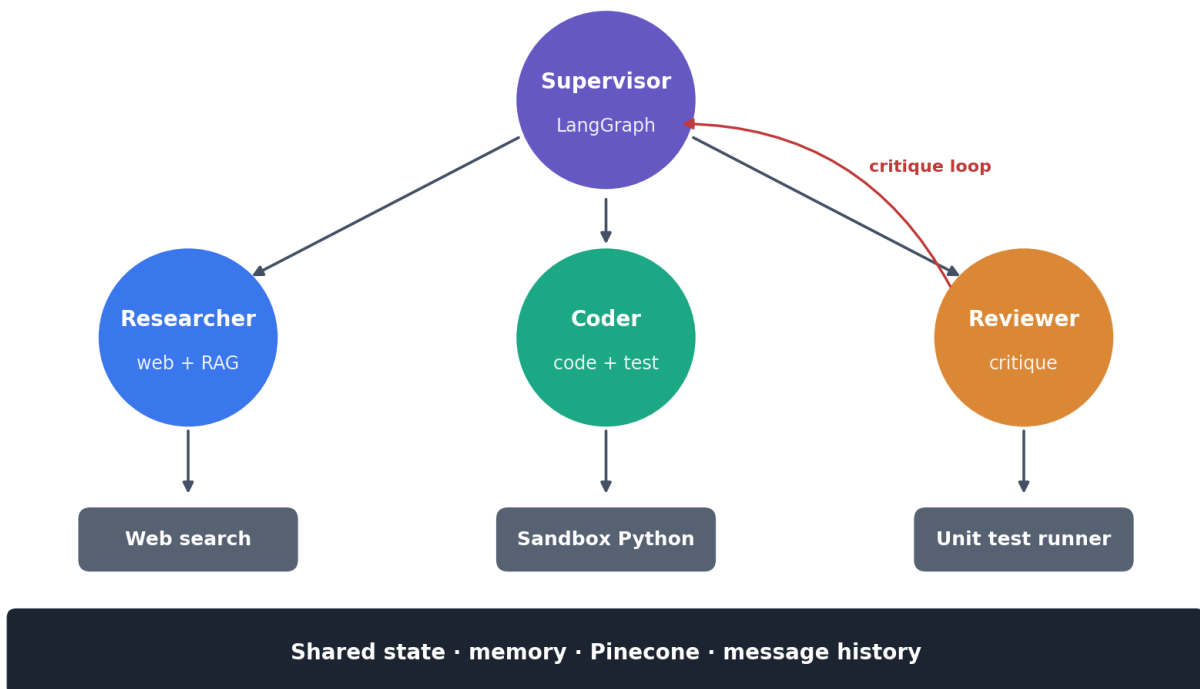 Supervisor
LangGraph
critique loop
Researcher
web + RAG
Coder
code + test
Reviewer
critique
Web search
Sandbox Python
Unit test runner
Shared state · memory · Pinecone · message history